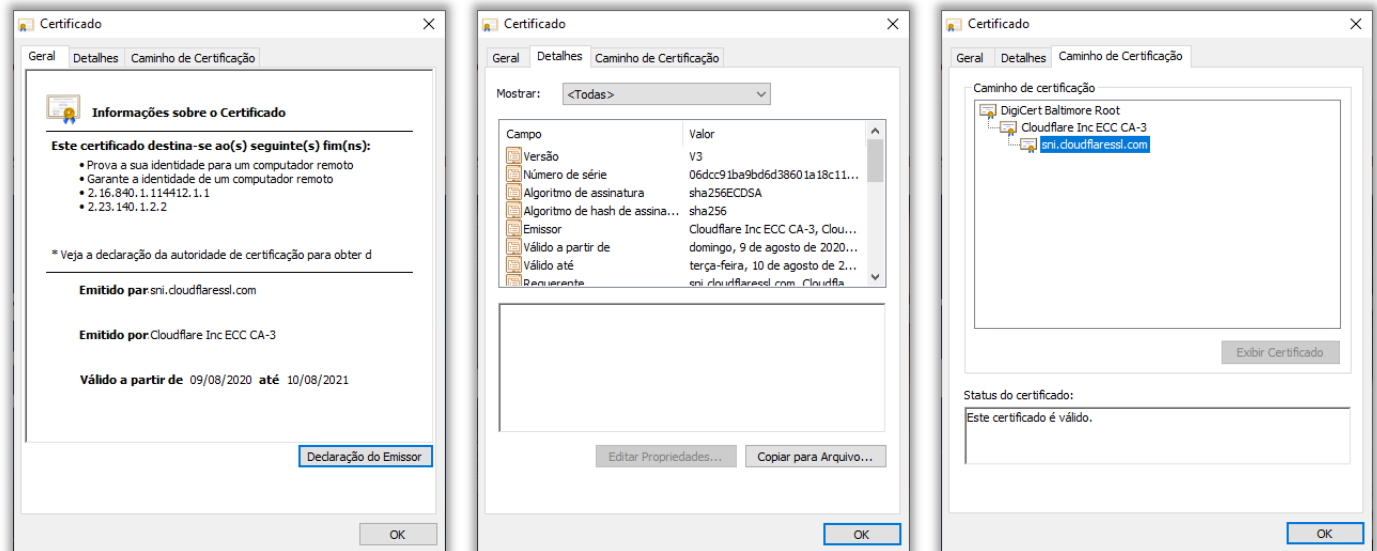 Certificado
Geral Detalhes Caminho de Certificação
Informações sobre o Certificado
Este certificado destina-se ao(s) seguinte(s) fim(ns):
• Prova a sua identidade para um computador remoto
• Garante a identidade de um computador remoto
• 2.16.840.1.114412.1.1
• 2.23.140.1.2.2
* Veja a declaração da autoridade de certificação para obter d
Emitido par sni.cloudflaressl.com
Emitido por Cloudflare Inc ECC CA-3
Válido a partir de 09/08/2020 até 10/08/2021
Declaração do Emissor
OK
Certificado
Geral Detalhes Caminho de Certificação
Mostrar: <Todas>
Campo Valor
Versão V3
Número de série 06dcc91ba9bd6d38601a18c11...
Algoritmo de assinatura sha256ECDSA
Algoritmo de hash de assina... sha256
Emissor Cloudflare Inc ECC CA-3, Clou...
Válido a partir de domingo, 9 de agosto de 2020...
Válido até terça-feira, 10 de agosto de 2...
Requerente sni.cloudflaressl.com, Cloudfla
Editar Propriedades... Copiar para Arquivo...
OK
Certificado
Geral Detalhes Caminho de Certificação
Caminho de certificação
DigiCert Baltimore Root
Cloudflare Inc ECC CA-3
sni.cloudflaressl.com
Exibir Certificado
Status do certificado:
Este certificado é válido.
OK